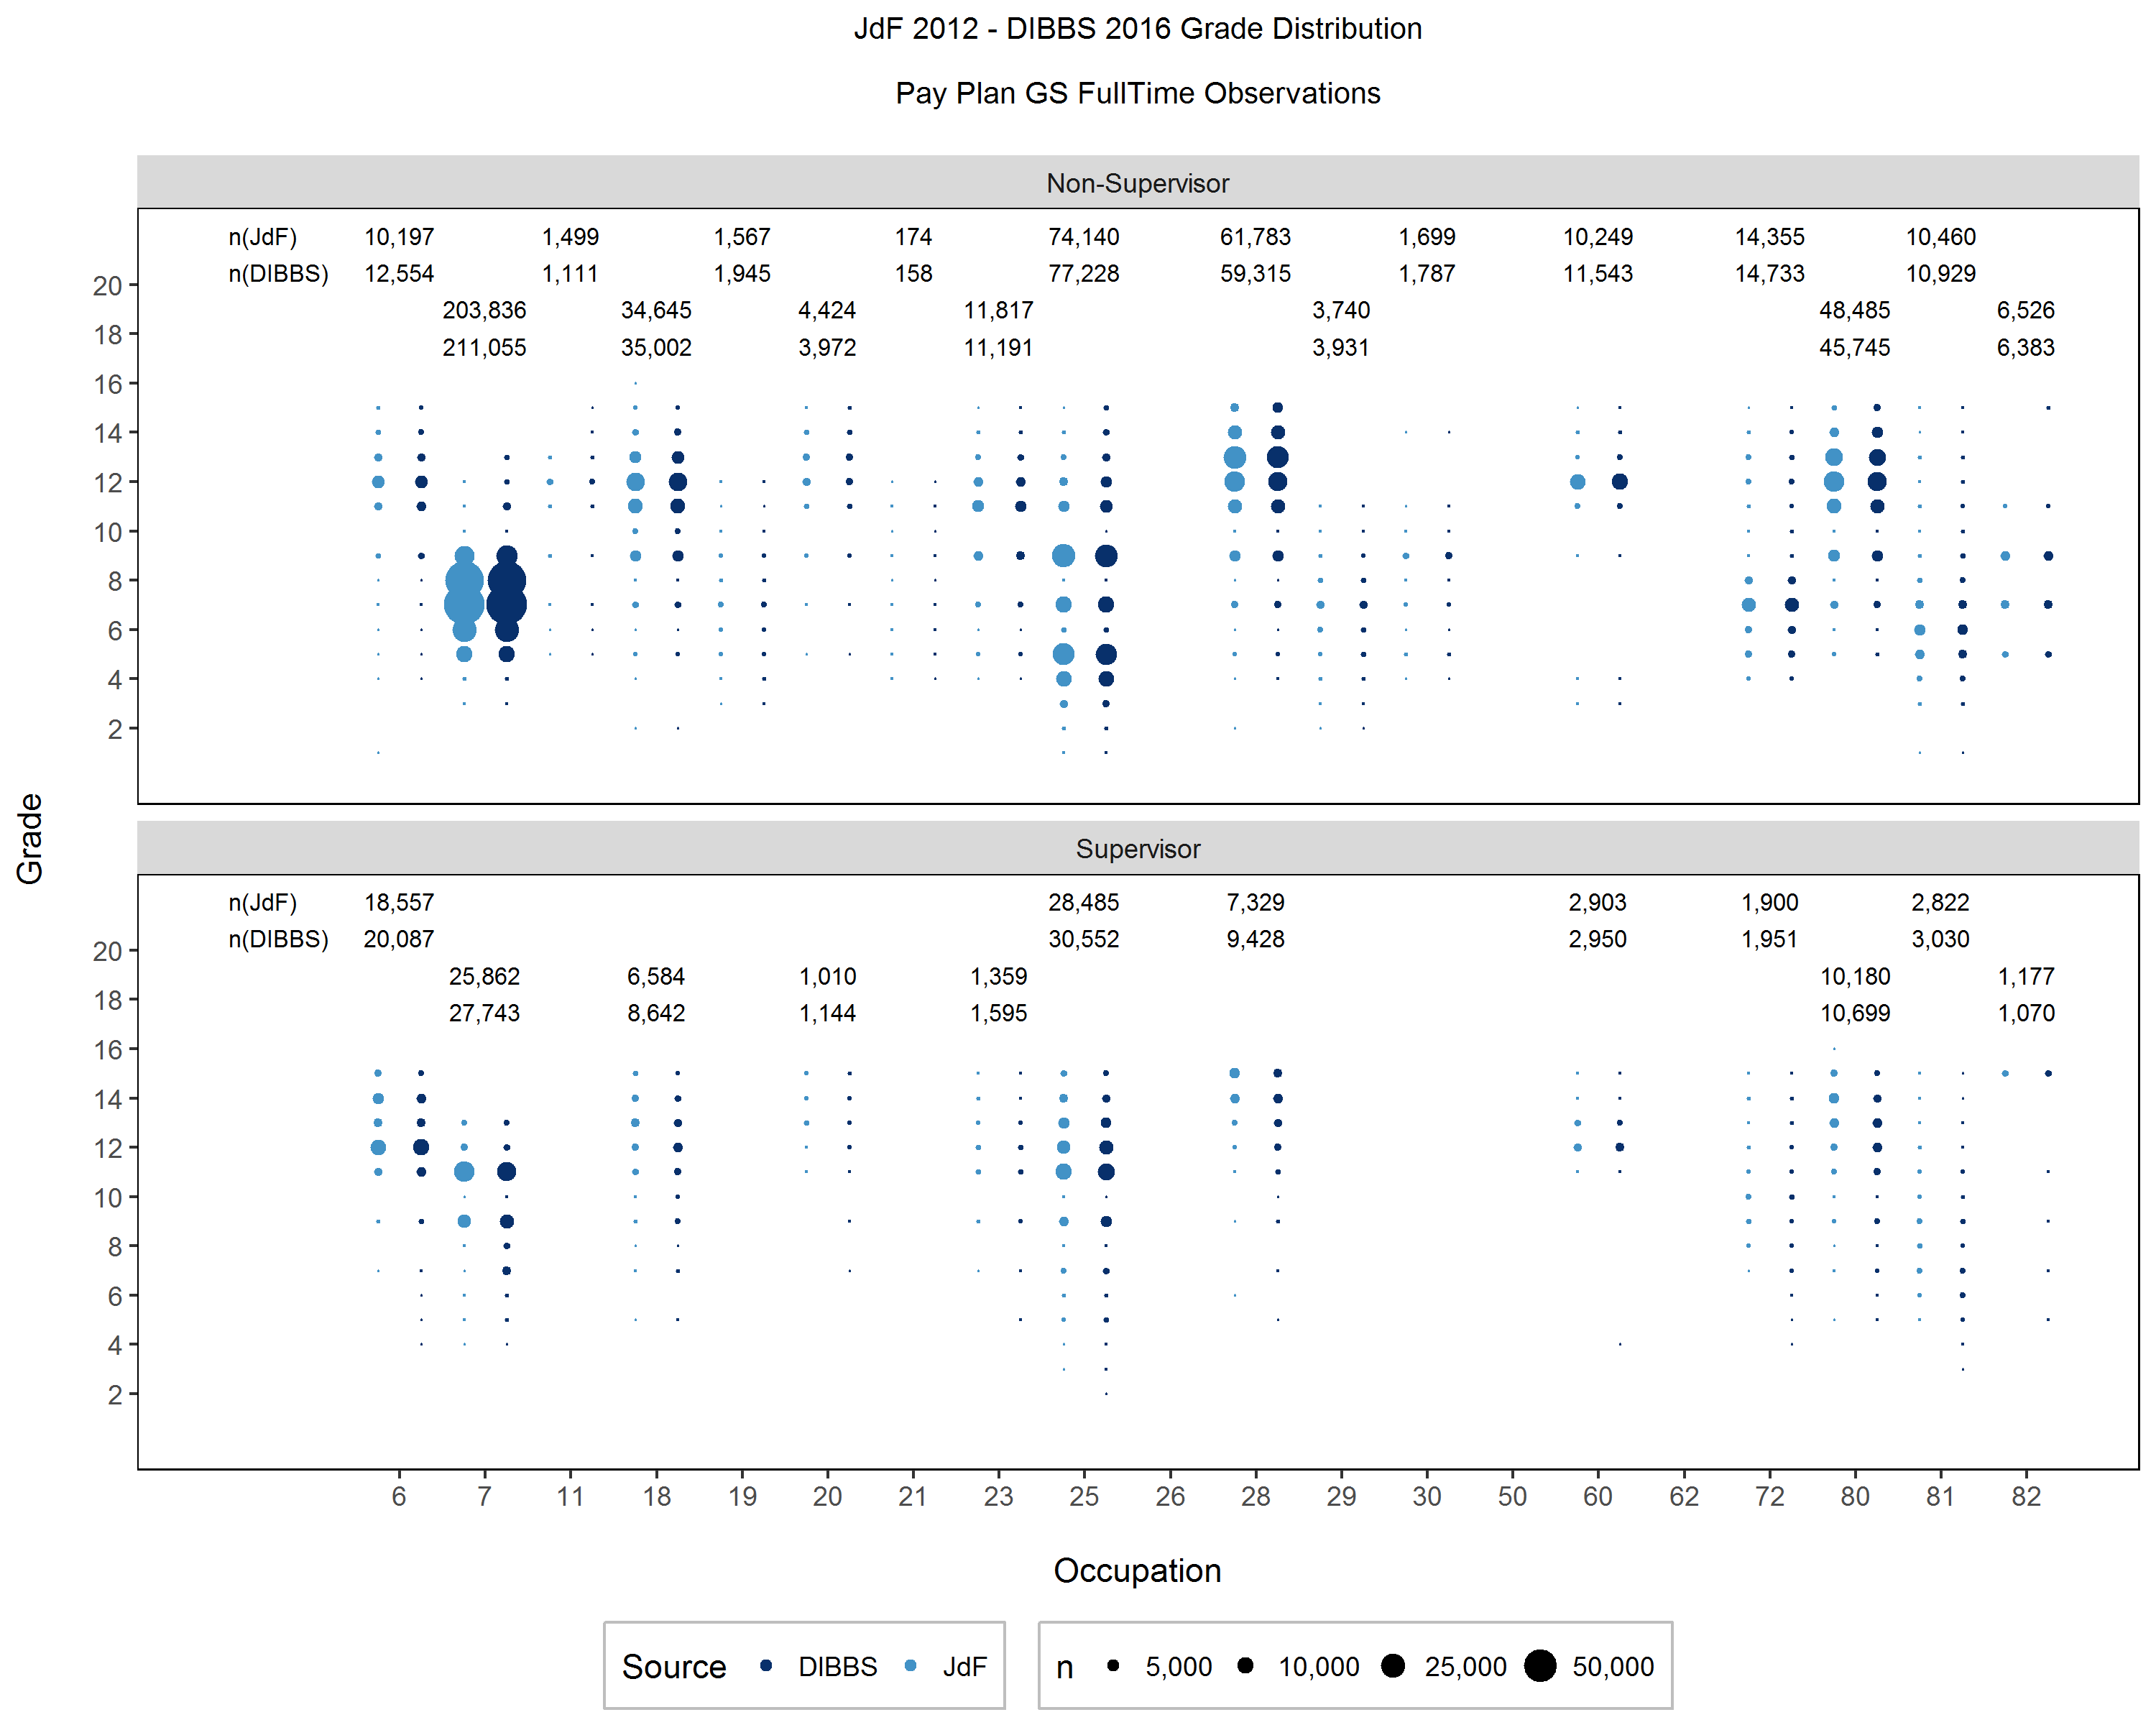 JdF 2012 - DIBBS 2016 Grade Distribution
Pay Plan GS FullTime Observations
Non-Supervisor
n(JdF) 10,197 1,499 1,567 174 74,140 61,783 1,699 10,249 14,355 10,460
n(DIBBS) 12,554 1,111 1,945 158 77,228 59,315 1,787 11,543 14,733 10,929
20
203,836 34,645 4,424 11,817 3,740 48,485 6,526
18
211,055 35,002 3,972 11,191 3,931 45,745 6,383
16
14
12
10
8
6
4
2
Grade
Supervisor
n(JdF) 18,557 28,485 7,329 2,903 1,900 2,822
n(DIBBS) 20,087 30,552 9,428 2,950 1,951 3,030
20
25,862 6,584 1,010 1,359 10,180 1,177
18
27,743 8,642 1,144 1,595 10,699 1,070
16
14
12
10
8
6
4
2
6 7 11 18 19 20 21 23 25 26 28 29 30 50 60 62 72 80 81 82
Occupation
Source DIBBS JdF n 5,000 10,000 25,000 50,000